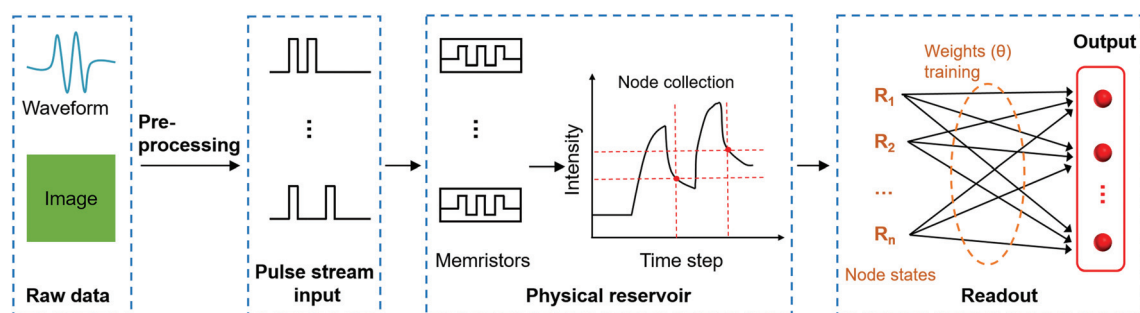 Waveform
Image
Raw data
Pre-
processing
...
Pulse stream
input
...
Memristors
Node collection
Intensity
Time step
Physical reservoir
Weights (θ)
training
R1
R2
...
Rn
Node states
Output
...
Readout